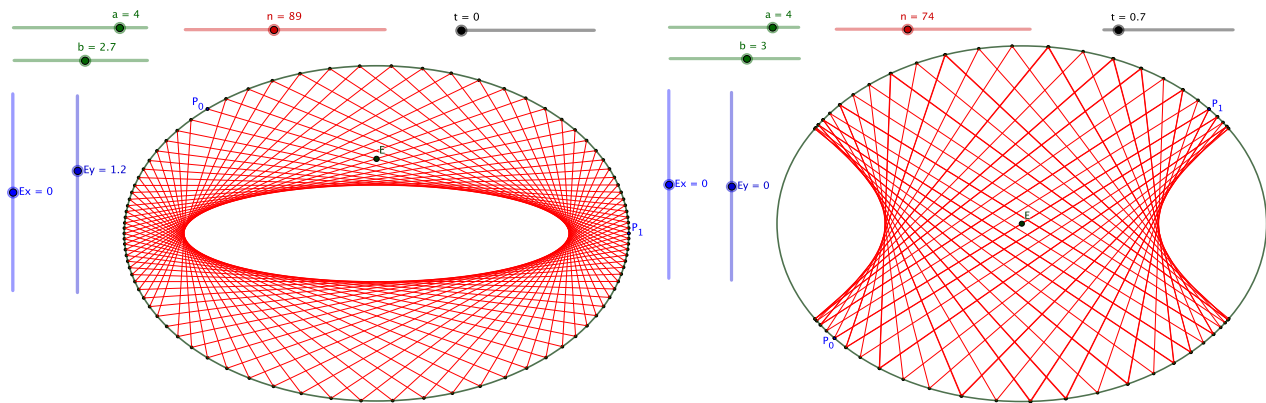 a = 4
n = 89
t = 0
b = 2.7
P0
E
Ey = 1.2
Ex = 0
P1
a = 4
n = 74
t = 0.7
b = 3
P1
Ex = 0
Ey = 0
E
P0